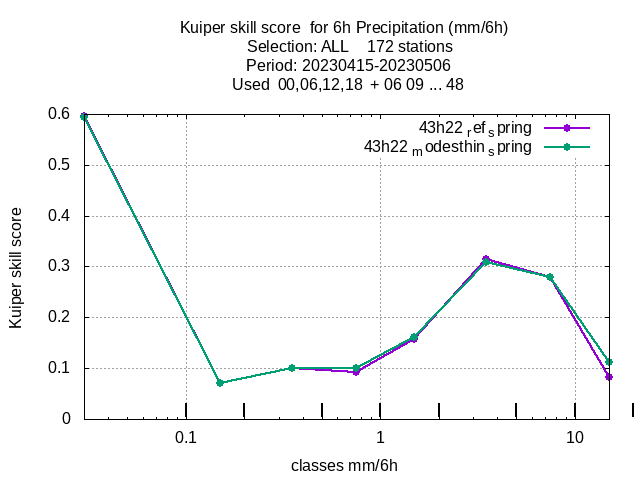 Kuiper skill score  for 6h Precipitation (mm/6h)
Selection: ALL    172 stations
Period: 20230415-20230506
Used  00,06,12,18  + 06 09 ... 48
43h22 ref spring
43h22 modesthin spring
0.6
0.5
0.4
0.3
0.2
0.1
0
Kuiper skill score
0.1 1 10
classes mm/6h